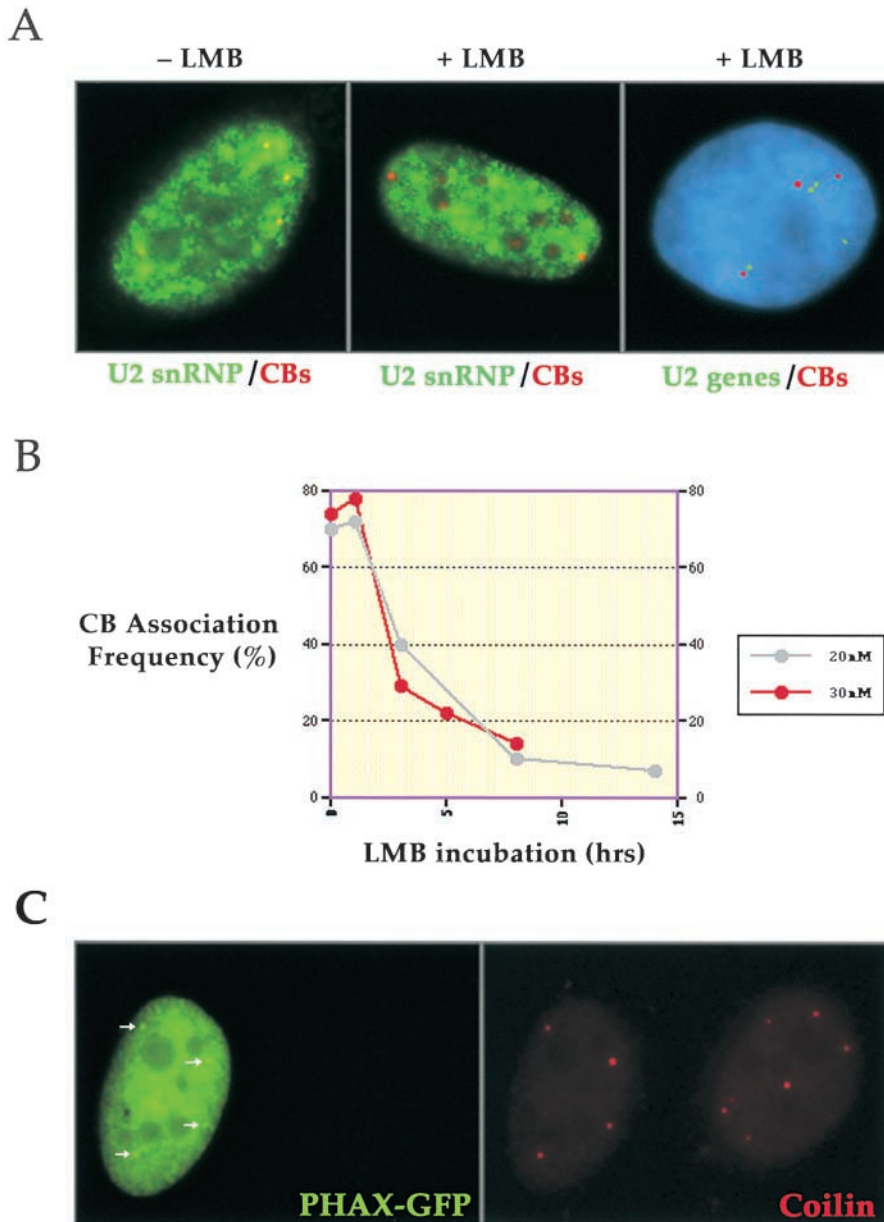 A
– LMB
+ LMB
+ LMB
U2 snRNP/CBs
U2 snRNP/CBs
U2 genes/CBs
B
CB Association
Frequency (%)
80
60
40
20
0
80
60
40
20
0
0
5
10
15
LMB incubation (hrs)
20nM
30nM
C
PHAX-GFP
Coilin